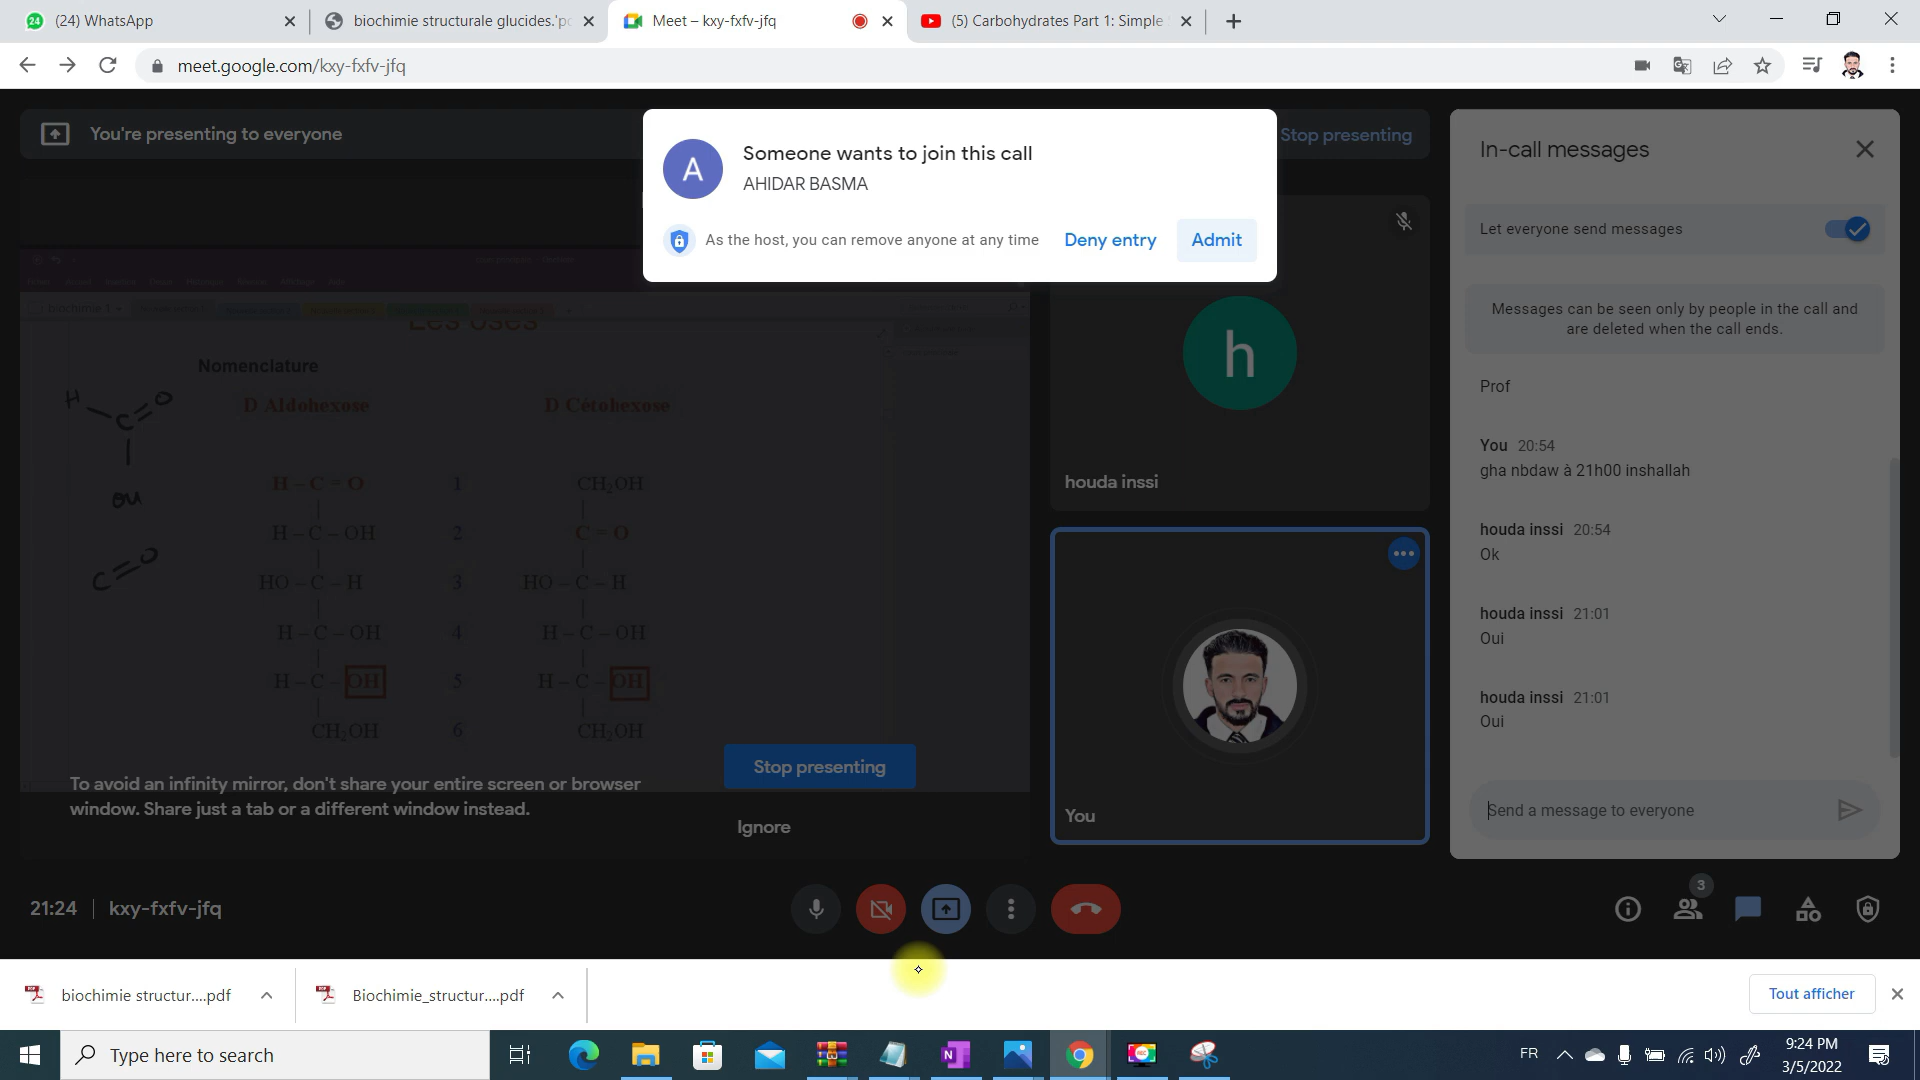 (24) WhatsApp
biochimie structurale glucides.'pd
Meet – kxy-fxfv-jfq
(5) Carbohydrates Part 1: Simple
meet.google.com/kxy-fxfv-jfq
You're presenting to everyone
Stop presenting
A
Someone wants to join this call
AHIDAR BASMA
As the host, you can remove anyone at any time
Deny entry
Admit
biochimie 1
Les oses
Nomenclature
D Aldohexose
D Cétohexose
H C O
C
ou
C O
H – C = O 1 CH2OH
H – C – OH 2 C = O
HO – C – H 3 HO – C – H
H – C – OH 4 H – C – OH
H – C – OH 5 H – C – OH
CH2OH 6 CH2OH
To avoid an infinity mirror, don't share your entire screen or browser
window. Share just a tab or a different window instead.
Stop presenting
Ignore
h
houda inssi
You
In-call messages
Let everyone send messages
Messages can be seen only by people in the call and
are deleted when the call ends.
Prof
You 20:54
gha nbdaw à 21h00 inshallah
houda inssi 20:54
Ok
houda inssi 21:01
Oui
houda inssi 21:01
Oui
Send a message to everyone
21:24 | kxy-fxfv-jfq
3
biochimie structur....pdf
Biochimie_structur....pdf
Tout afficher
Type here to search
FR
9:24 PM
3/5/2022